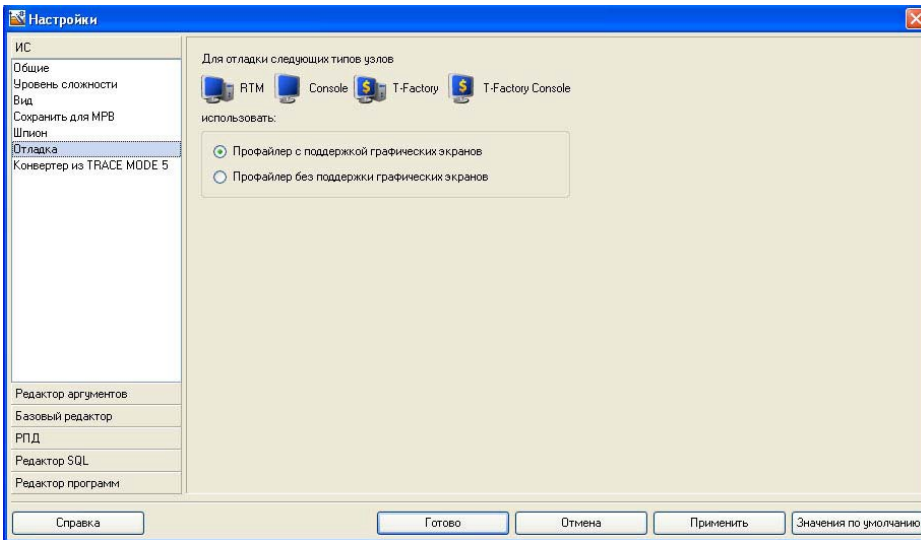 Настройки
ИС
Общие
Уровень сложности
Вид
Сохранить для МРВ
Шпион
Отладка
Конвертер из TRACE MODE 5
Редактор аргументов
Базовый редактор
РПД
Редактор SQL
Редактор программ
Для отладки следующих типов узлов
RTM Console T-Factory T-Factory Console
использовать:
Профайлер с поддержкой графических экранов
Профайлер без поддержки графических экранов
Справка Готово Отмена Применить Значения по умолчанию